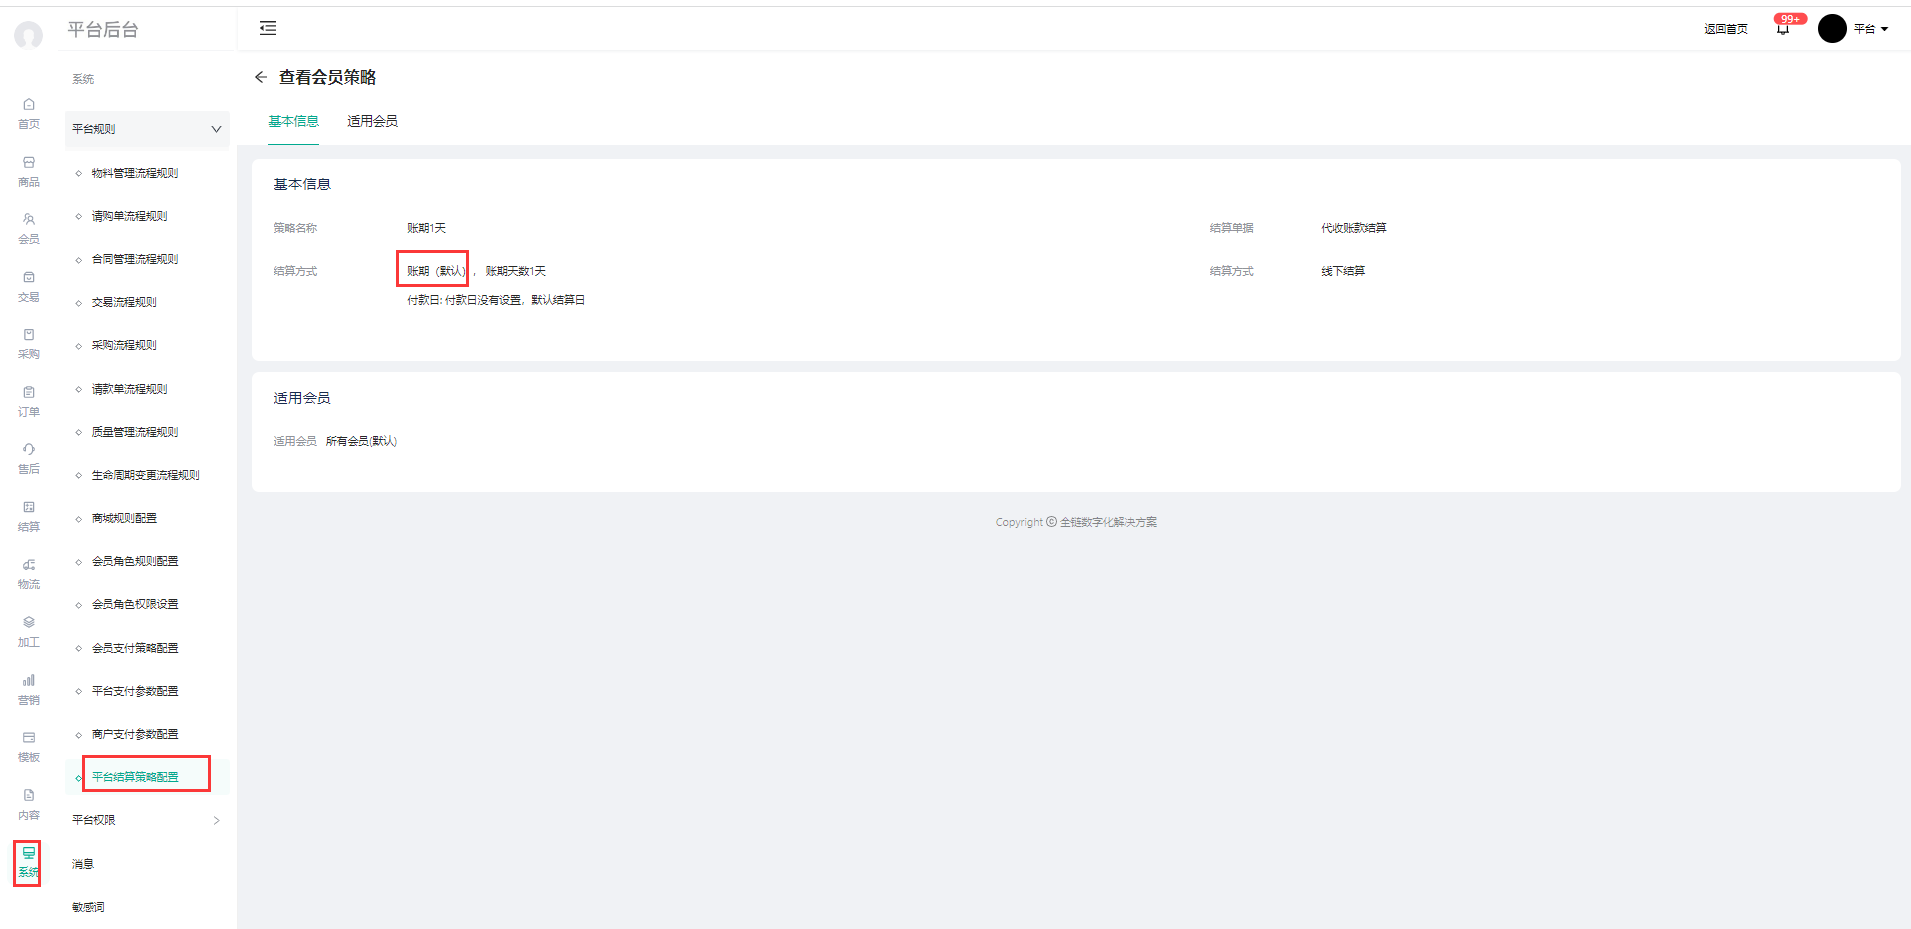 平台后台
返回首页
99+
平台
首页
商品
会员
交易
采购
订单
售后
结算
物流
加工
营销
模板
内容
系统
系统
平台规则
物料管理流程规则
请购单流程规则
合同管理流程规则
交易流程规则
采购流程规则
请款单流程规则
质量管理流程规则
生命周期变更流程规则
商城规则配置
会员角色规则配置
会员角色权限设置
会员支付策略配置
平台支付参数配置
商户支付参数配置
平台结算策略配置
平台权限
消息
敏感词
查看会员策略
基本信息 适用会员
基本信息
策略名称 账期1天 结算单据 代收账款结算
结算方式 账期（默认）， 账期天数1天 结算方式 线下结算
付款日: 付款日没有设置，默认结算日
适用会员
适用会员 所有会员(默认)
Copyright © 全链数字化解决方案